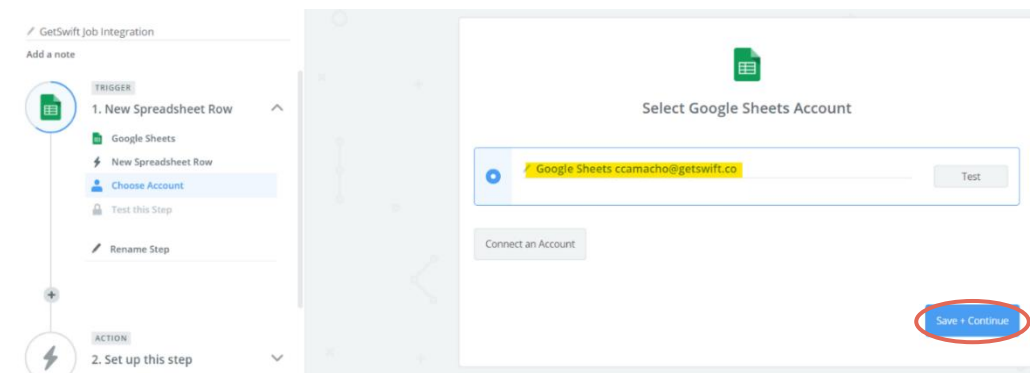 GetSwift Job Integration
Add a note
TRIGGER
1. New Spreadsheet Row
Google Sheets
New Spreadsheet Row
Choose Account
Test this Step
Rename Step
ACTION
2. Set up this step
Select Google Sheets Account
Google Sheets ccamacho@getswift.co
Test
Connect an Account
Save + Continue